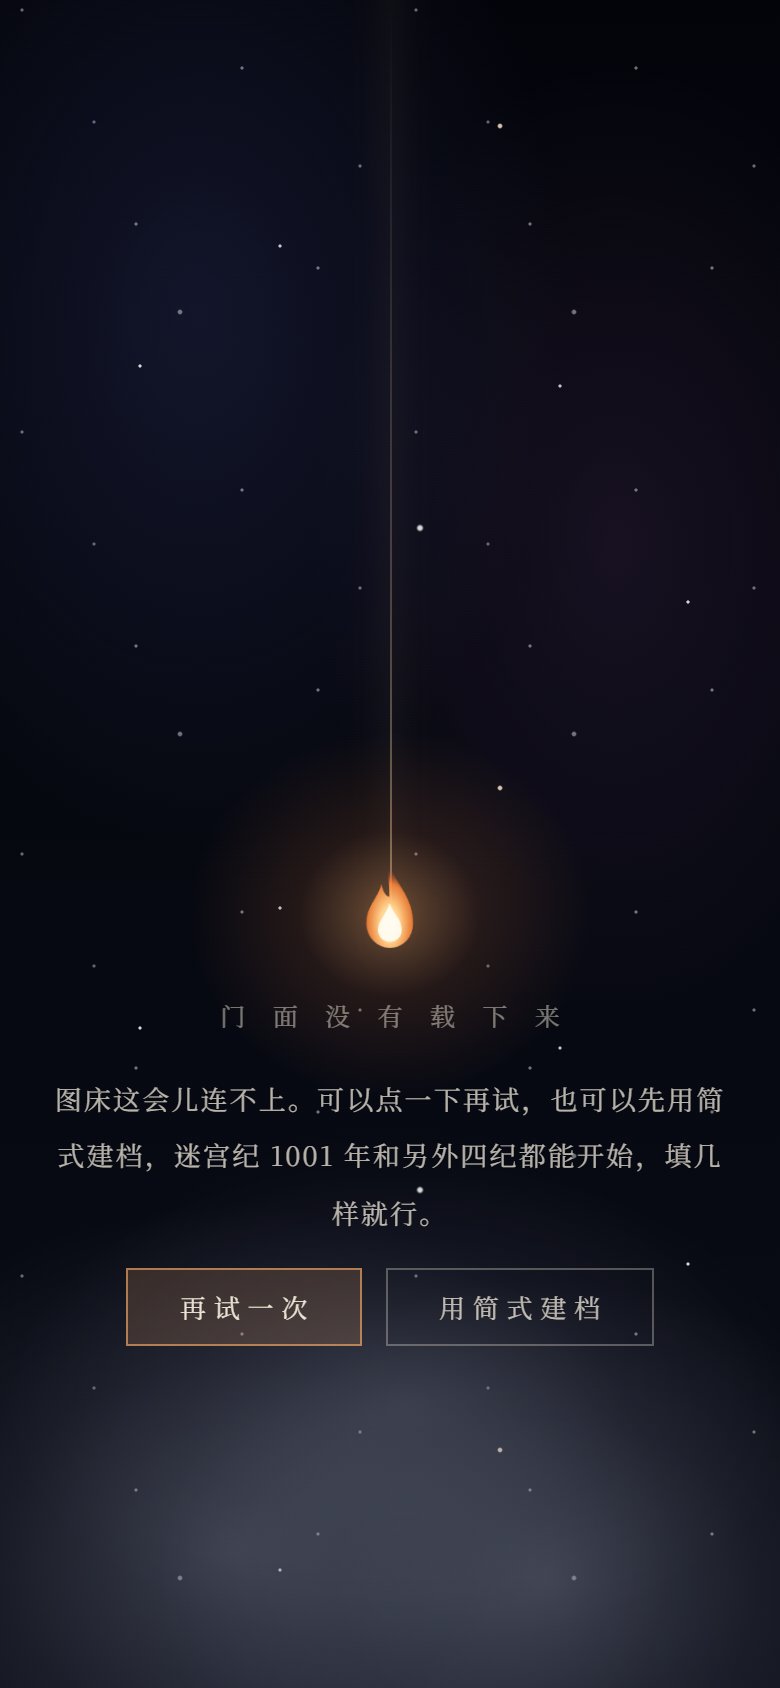 门面没有载下来
图床这会儿连不上。可以点一下再试，也可以先用简
式建档，迷宫纪 1001 年和另外四纪都能开始，填几
样就行。
再试一次
用简式建档